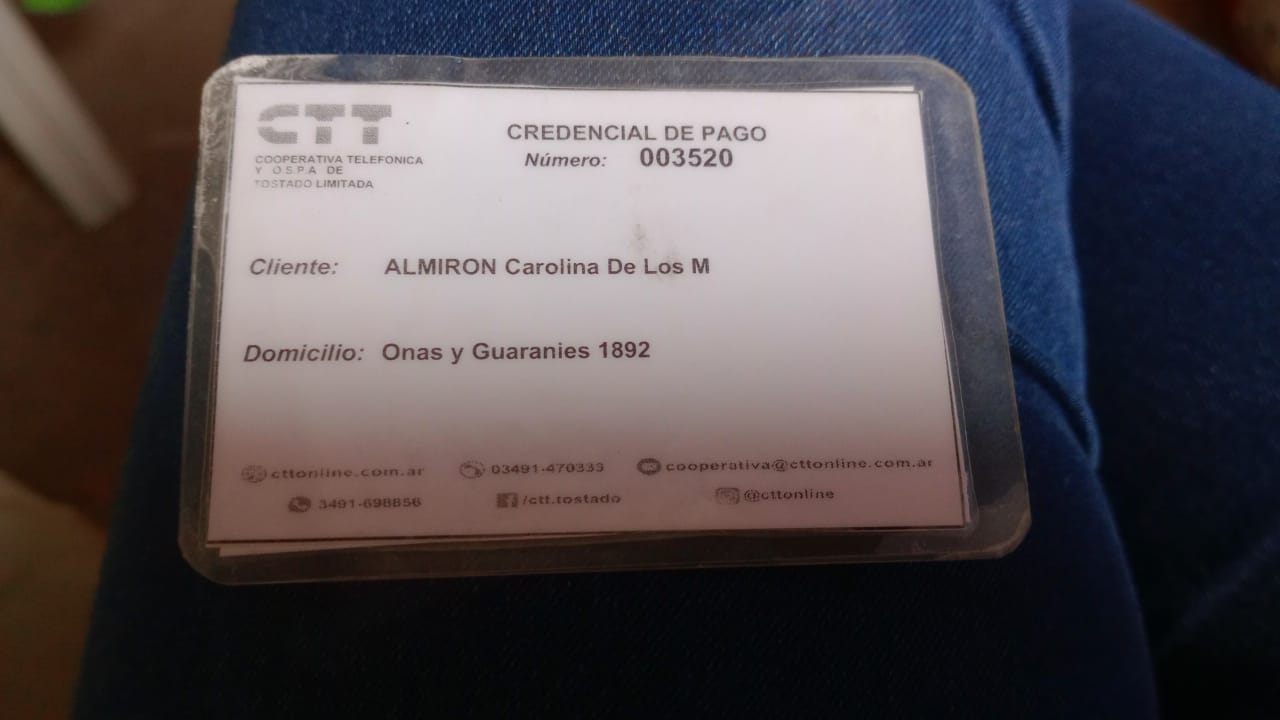 CTT
COOPERATIVA TELEFONICA
Y O.S.P.A DE
TOSTADO LIMITADA
CREDENCIAL DE PAGO
Número: 003520
Cliente: ALMIRON Carolina De Los M
Domicilio: Onas y Guaranies 1892
cttonline.com.ar 03491-470333 cooperativa@cttonline.com.ar
3491-698856 /ctt.tostado @cttonline